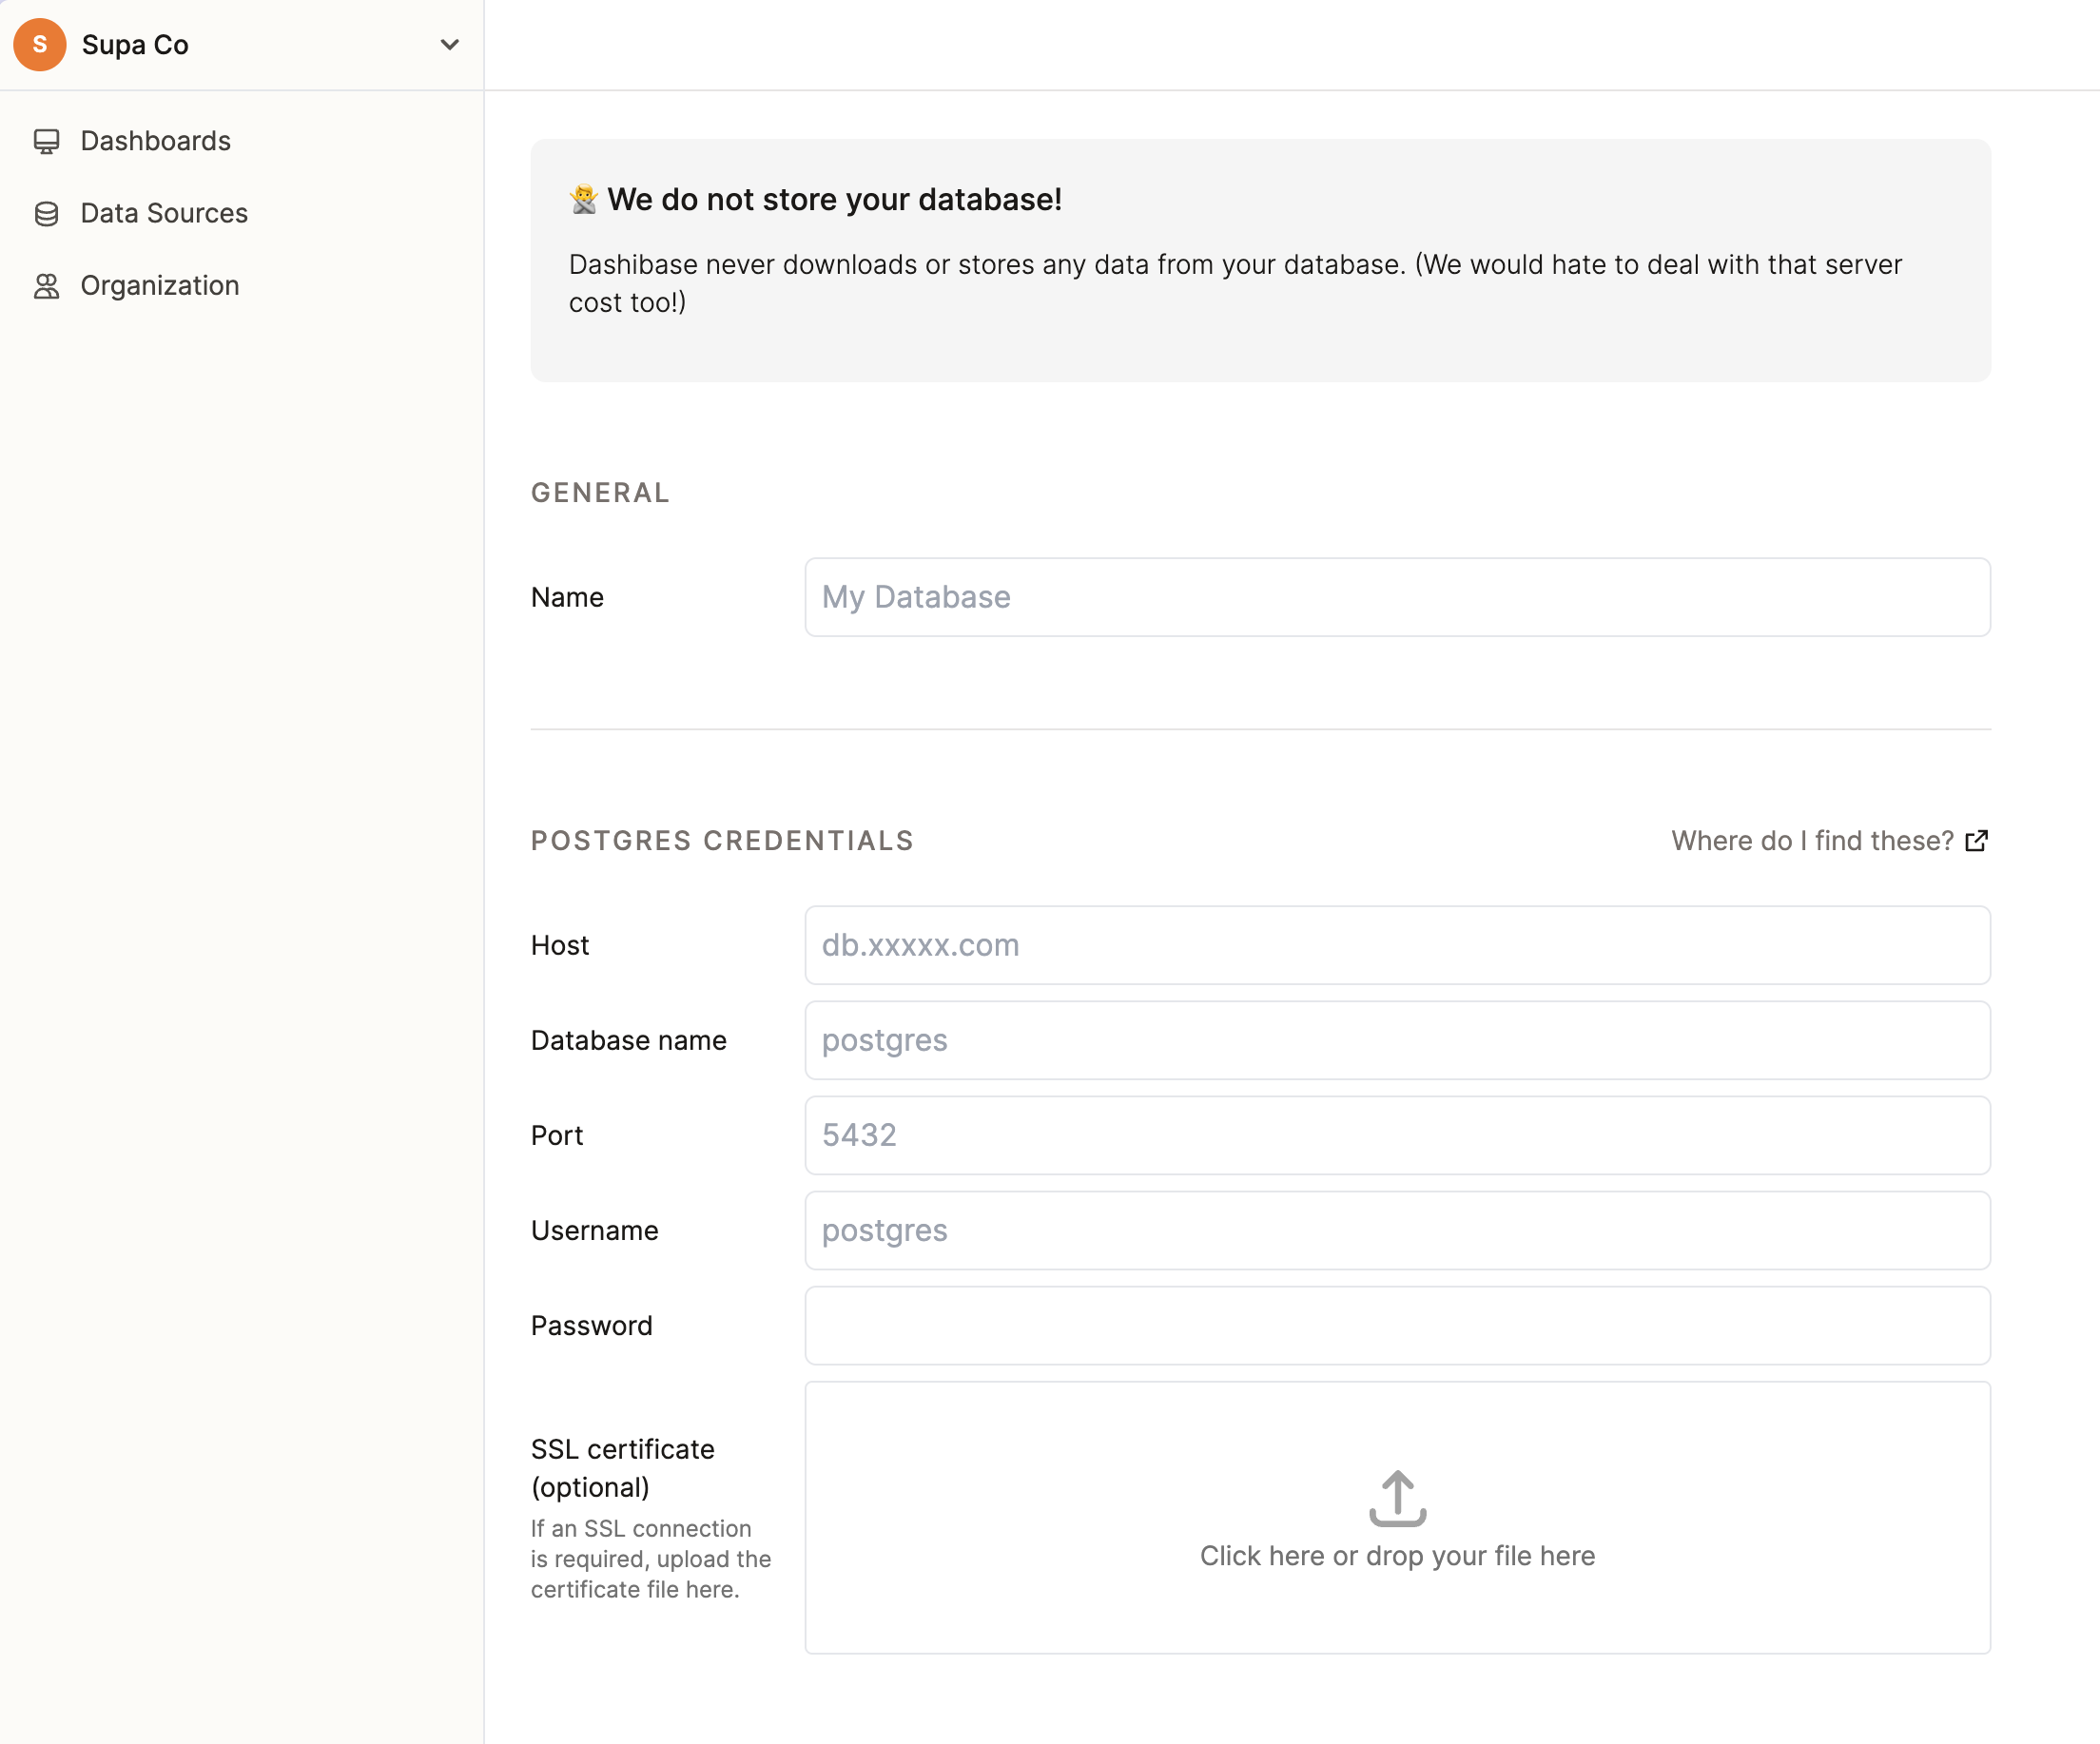 S Supa Co
Dashboards
Data Sources
Organization
We do not store your database!
Dashibase never downloads or stores any data from your database. (We would hate to deal with that server
cost too!)
GENERAL
Name My Database
POSTGRES CREDENTIALS Where do I find these?
Host db.xxxxx.com
Database name postgres
Port 5432
Username postgres
Password
SSL certificate
(optional)
If an SSL connection
is required, upload the
certificate file here.
Click here or drop your file here